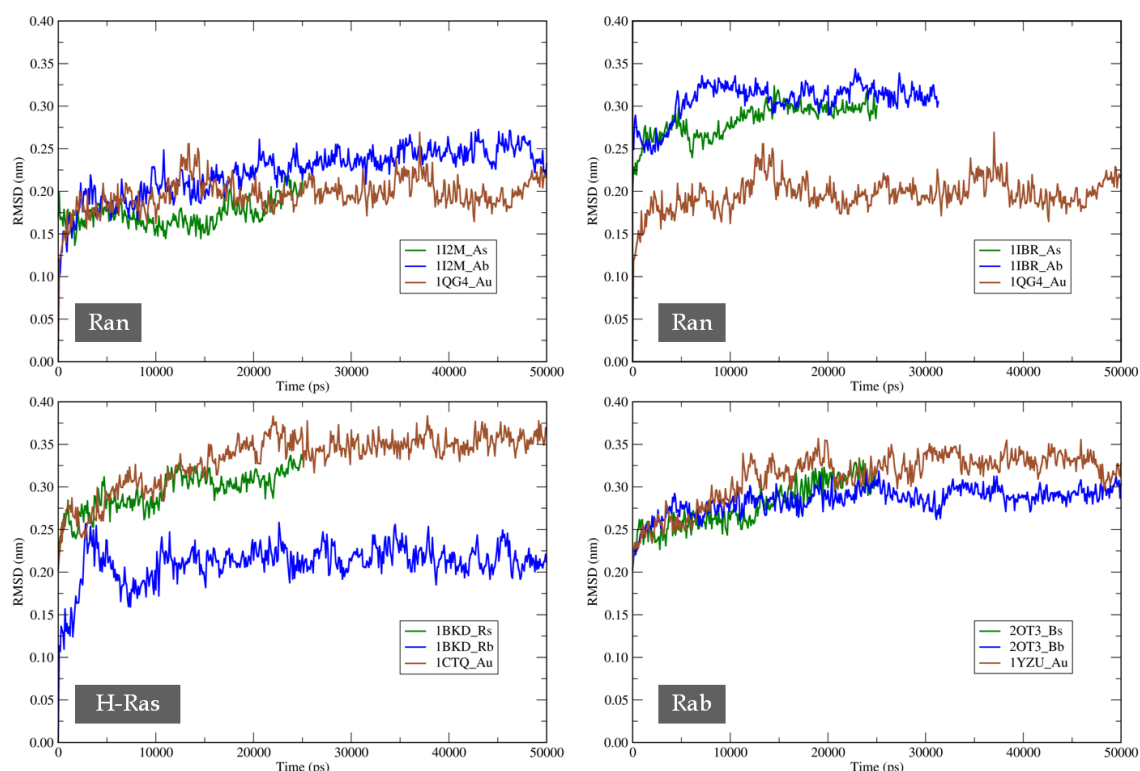 0.40
0.35
0.30
0.25
0.20
0.15
0.10
0.05
0.00
RMSD (nm)
1I2M_As
1I2M_Ab
1QG4_Au
Ran
0 10000 20000 30000 40000 50000
Time (ps)
0.40
0.35
0.30
0.25
0.20
0.15
0.10
0.05
0.00
RMSD (nm)
1IBR_As
1IBR_Ab
1QG4_Au
Ran
0 10000 20000 30000 40000 50000
Time (ps)
0.40
0.35
0.30
0.25
0.20
0.15
0.10
0.05
0.00
RMSD (nm)
1BKD_Rs
1BKD_Rb
1CTQ_Au
H-Ras
0 10000 20000 30000 40000 50000
Time (ps)
0.40
0.35
0.30
0.25
0.20
0.15
0.10
0.05
0.00
RMSD (nm)
2OT3_Bs
2OT3_Bb
1YZU_Au
Rab
0 10000 20000 30000 40000 50000
Time (ps)